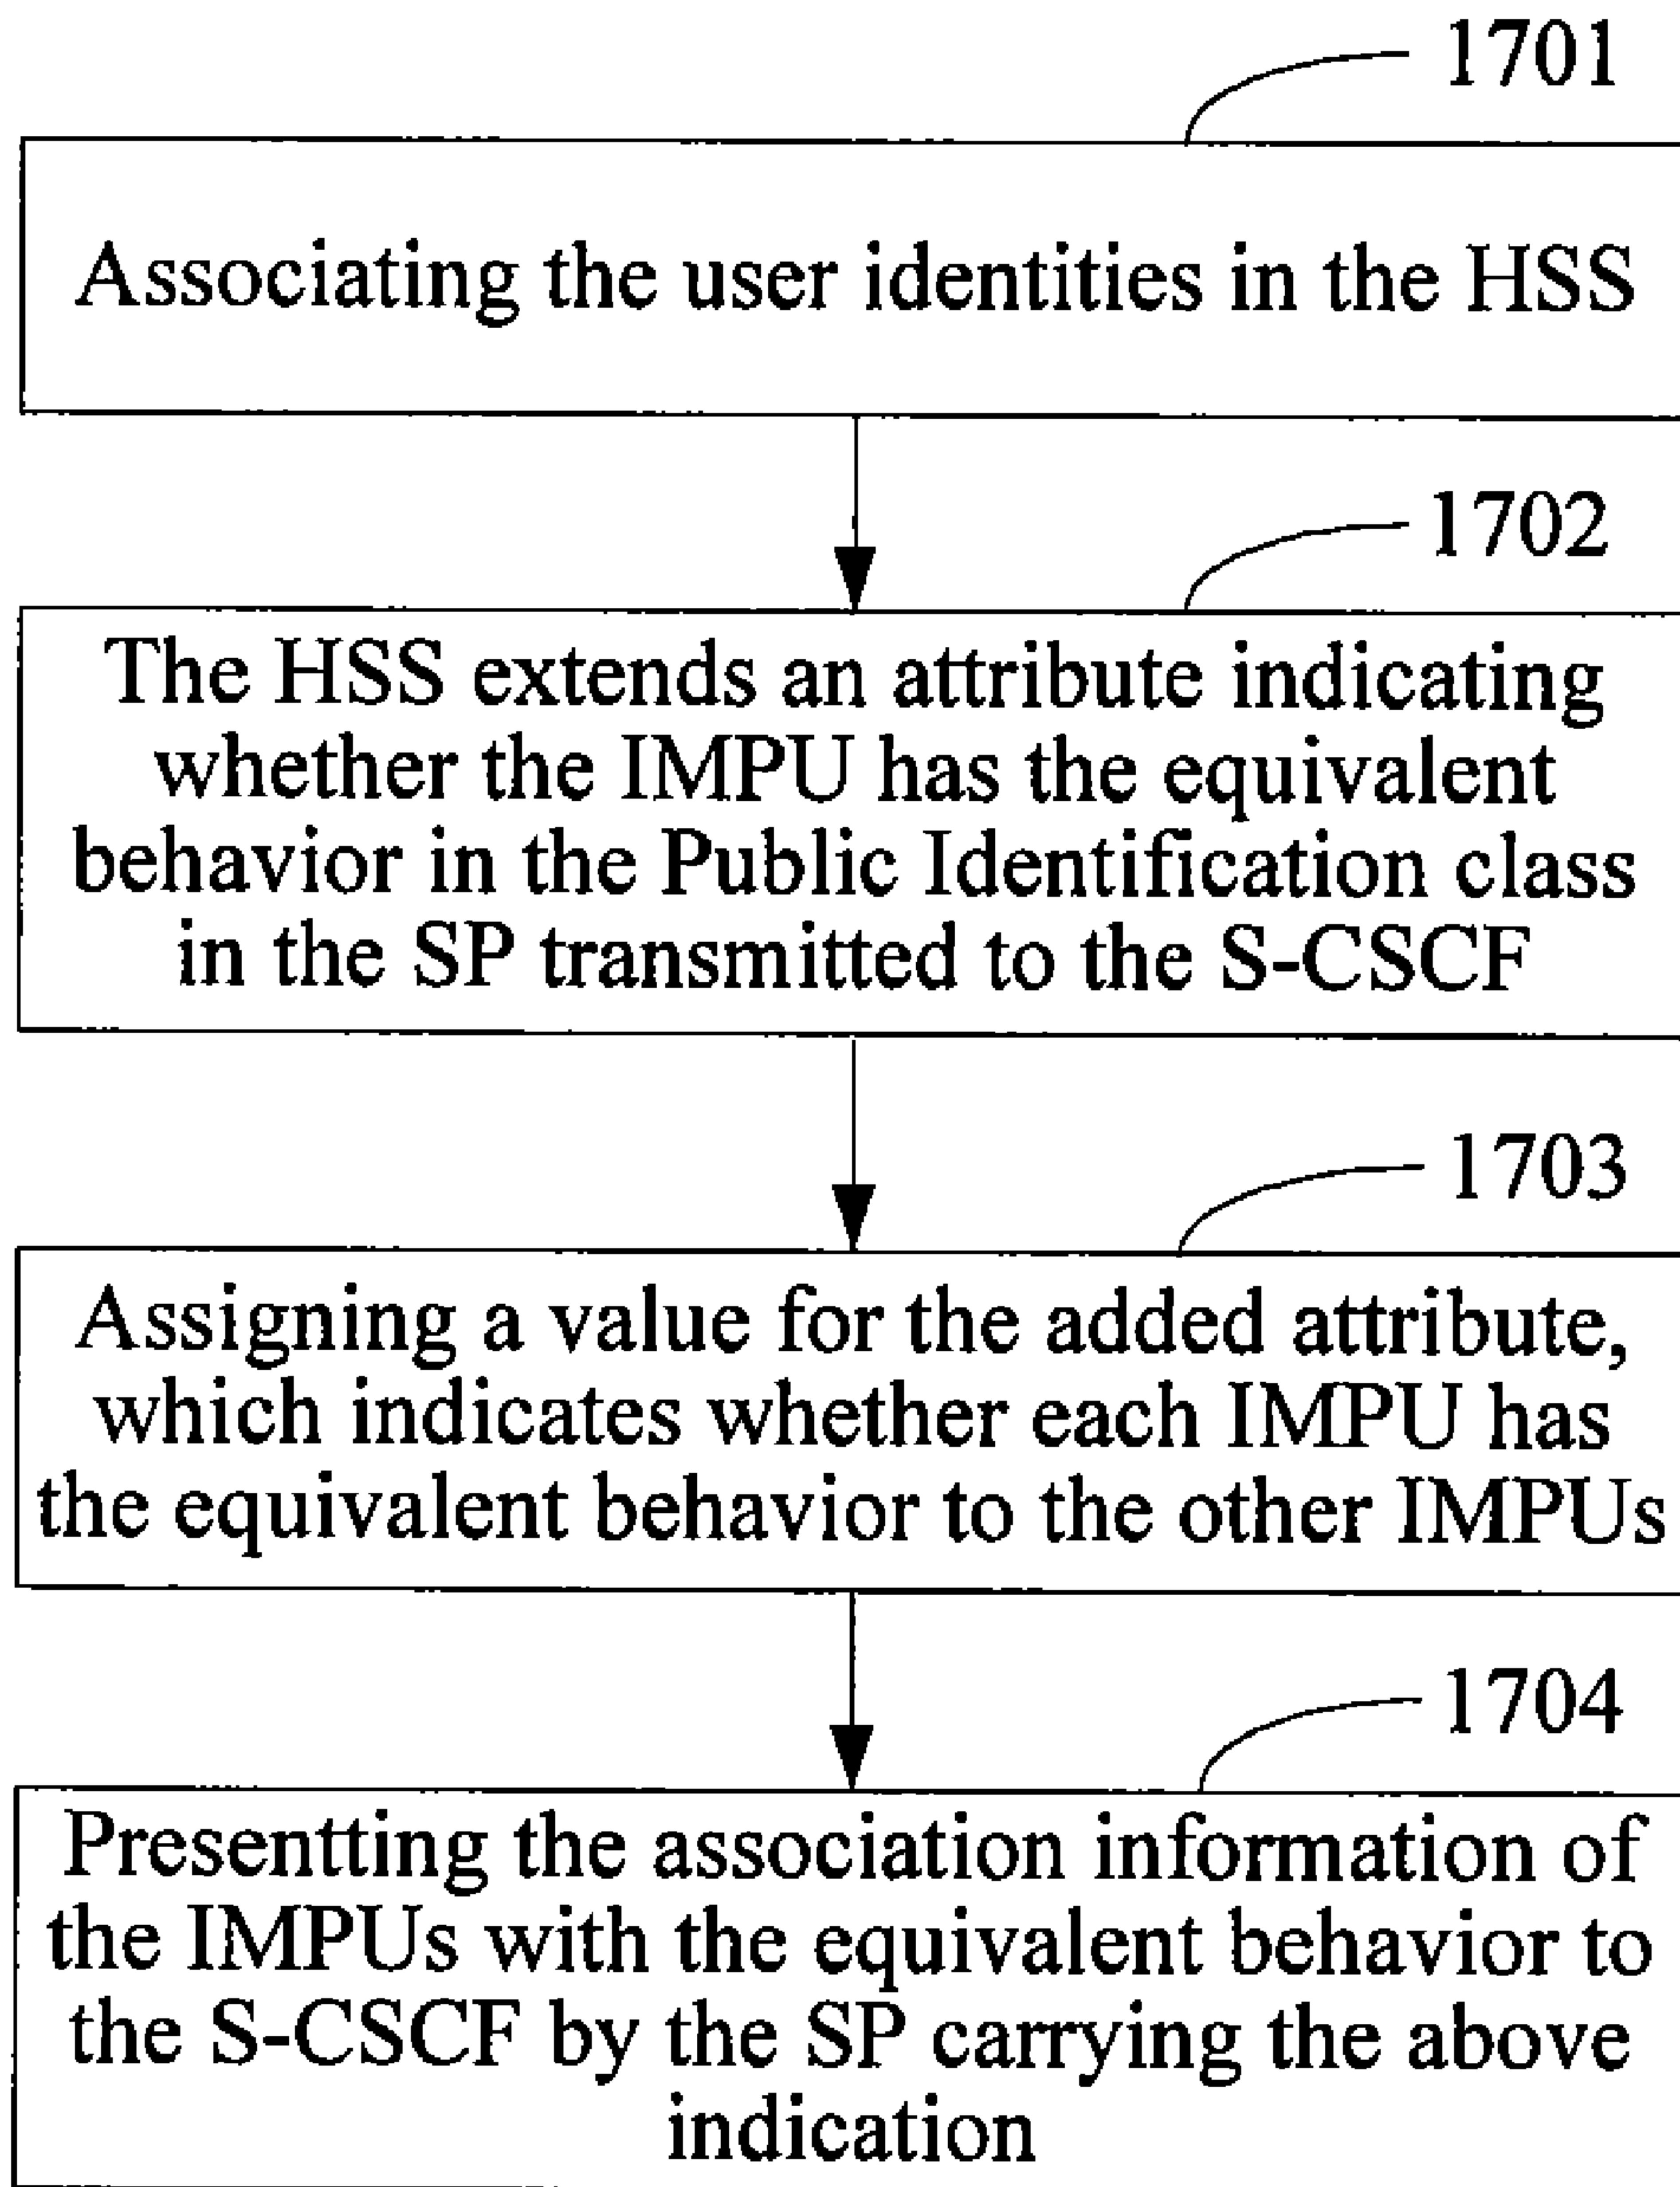 1701
Associating the user identities in the HSS
1702
The HSS extends an attribute indicating
whether the IMPU has the equivalent
behavior in the Public Identification class
in the SP transmitted to the S-CSCF
1703
Assigning a value for the added attribute,
which indicates whether each IMPU has
the equivalent behavior to the other IMPUs
1704
Presentting the association information of
the IMPUs with the equivalent behavior to
the S-CSCF by the SP carrying the above
indication